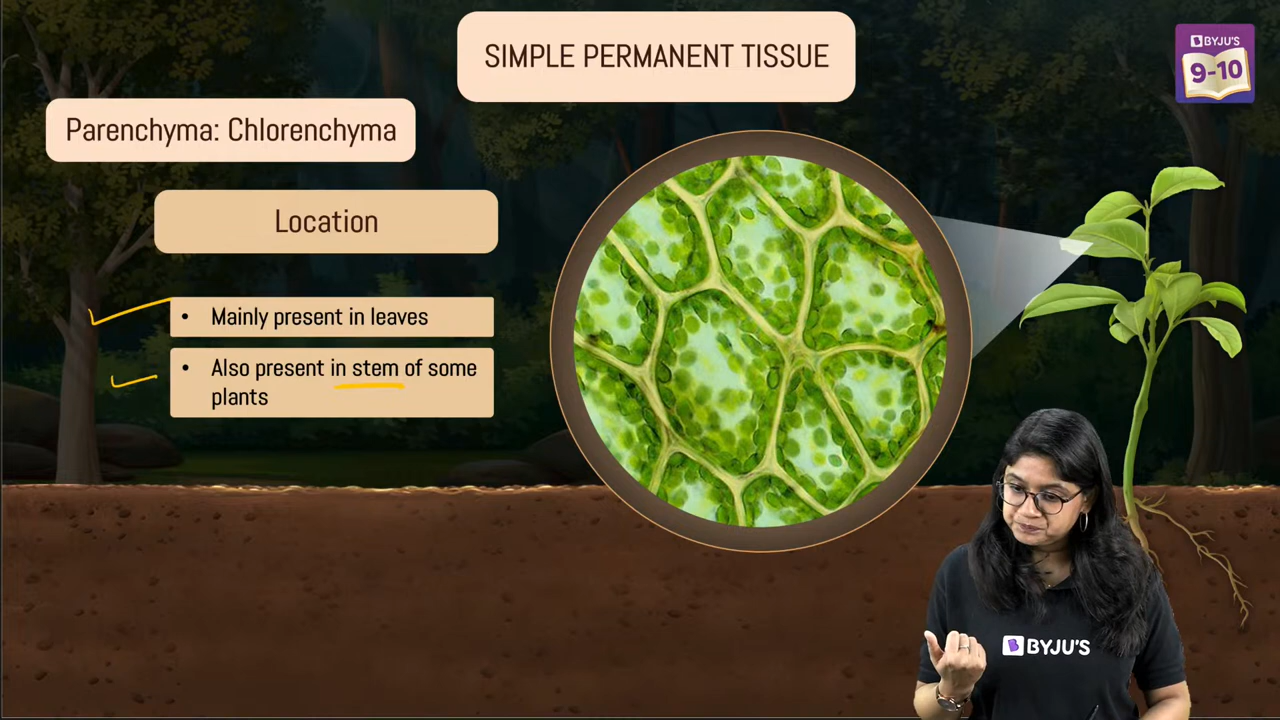 SIMPLE PERMANENT TISSUE
BYJU'S
9-10
Parenchyma: Chlorenchyma
Location
• Mainly present in leaves
• Also present in stem of some
plants
BYJU'S